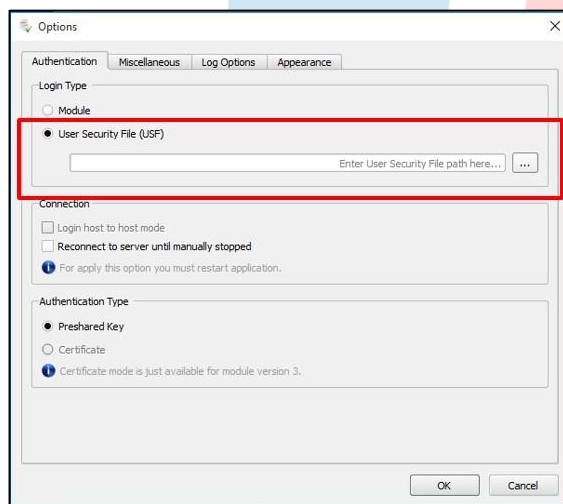 Options
Authentication Miscellaneous Log Options Appearance
Login Type
Module
User Security File (USF)
Enter User Security File path here... ...
Connection
Login host to host mode
Reconnect to server until manually stopped
For apply this option you must restart application.
Authentication Type
Preshared Key
Certificate
Certificate mode is just available for module version 3.
OK Cancel